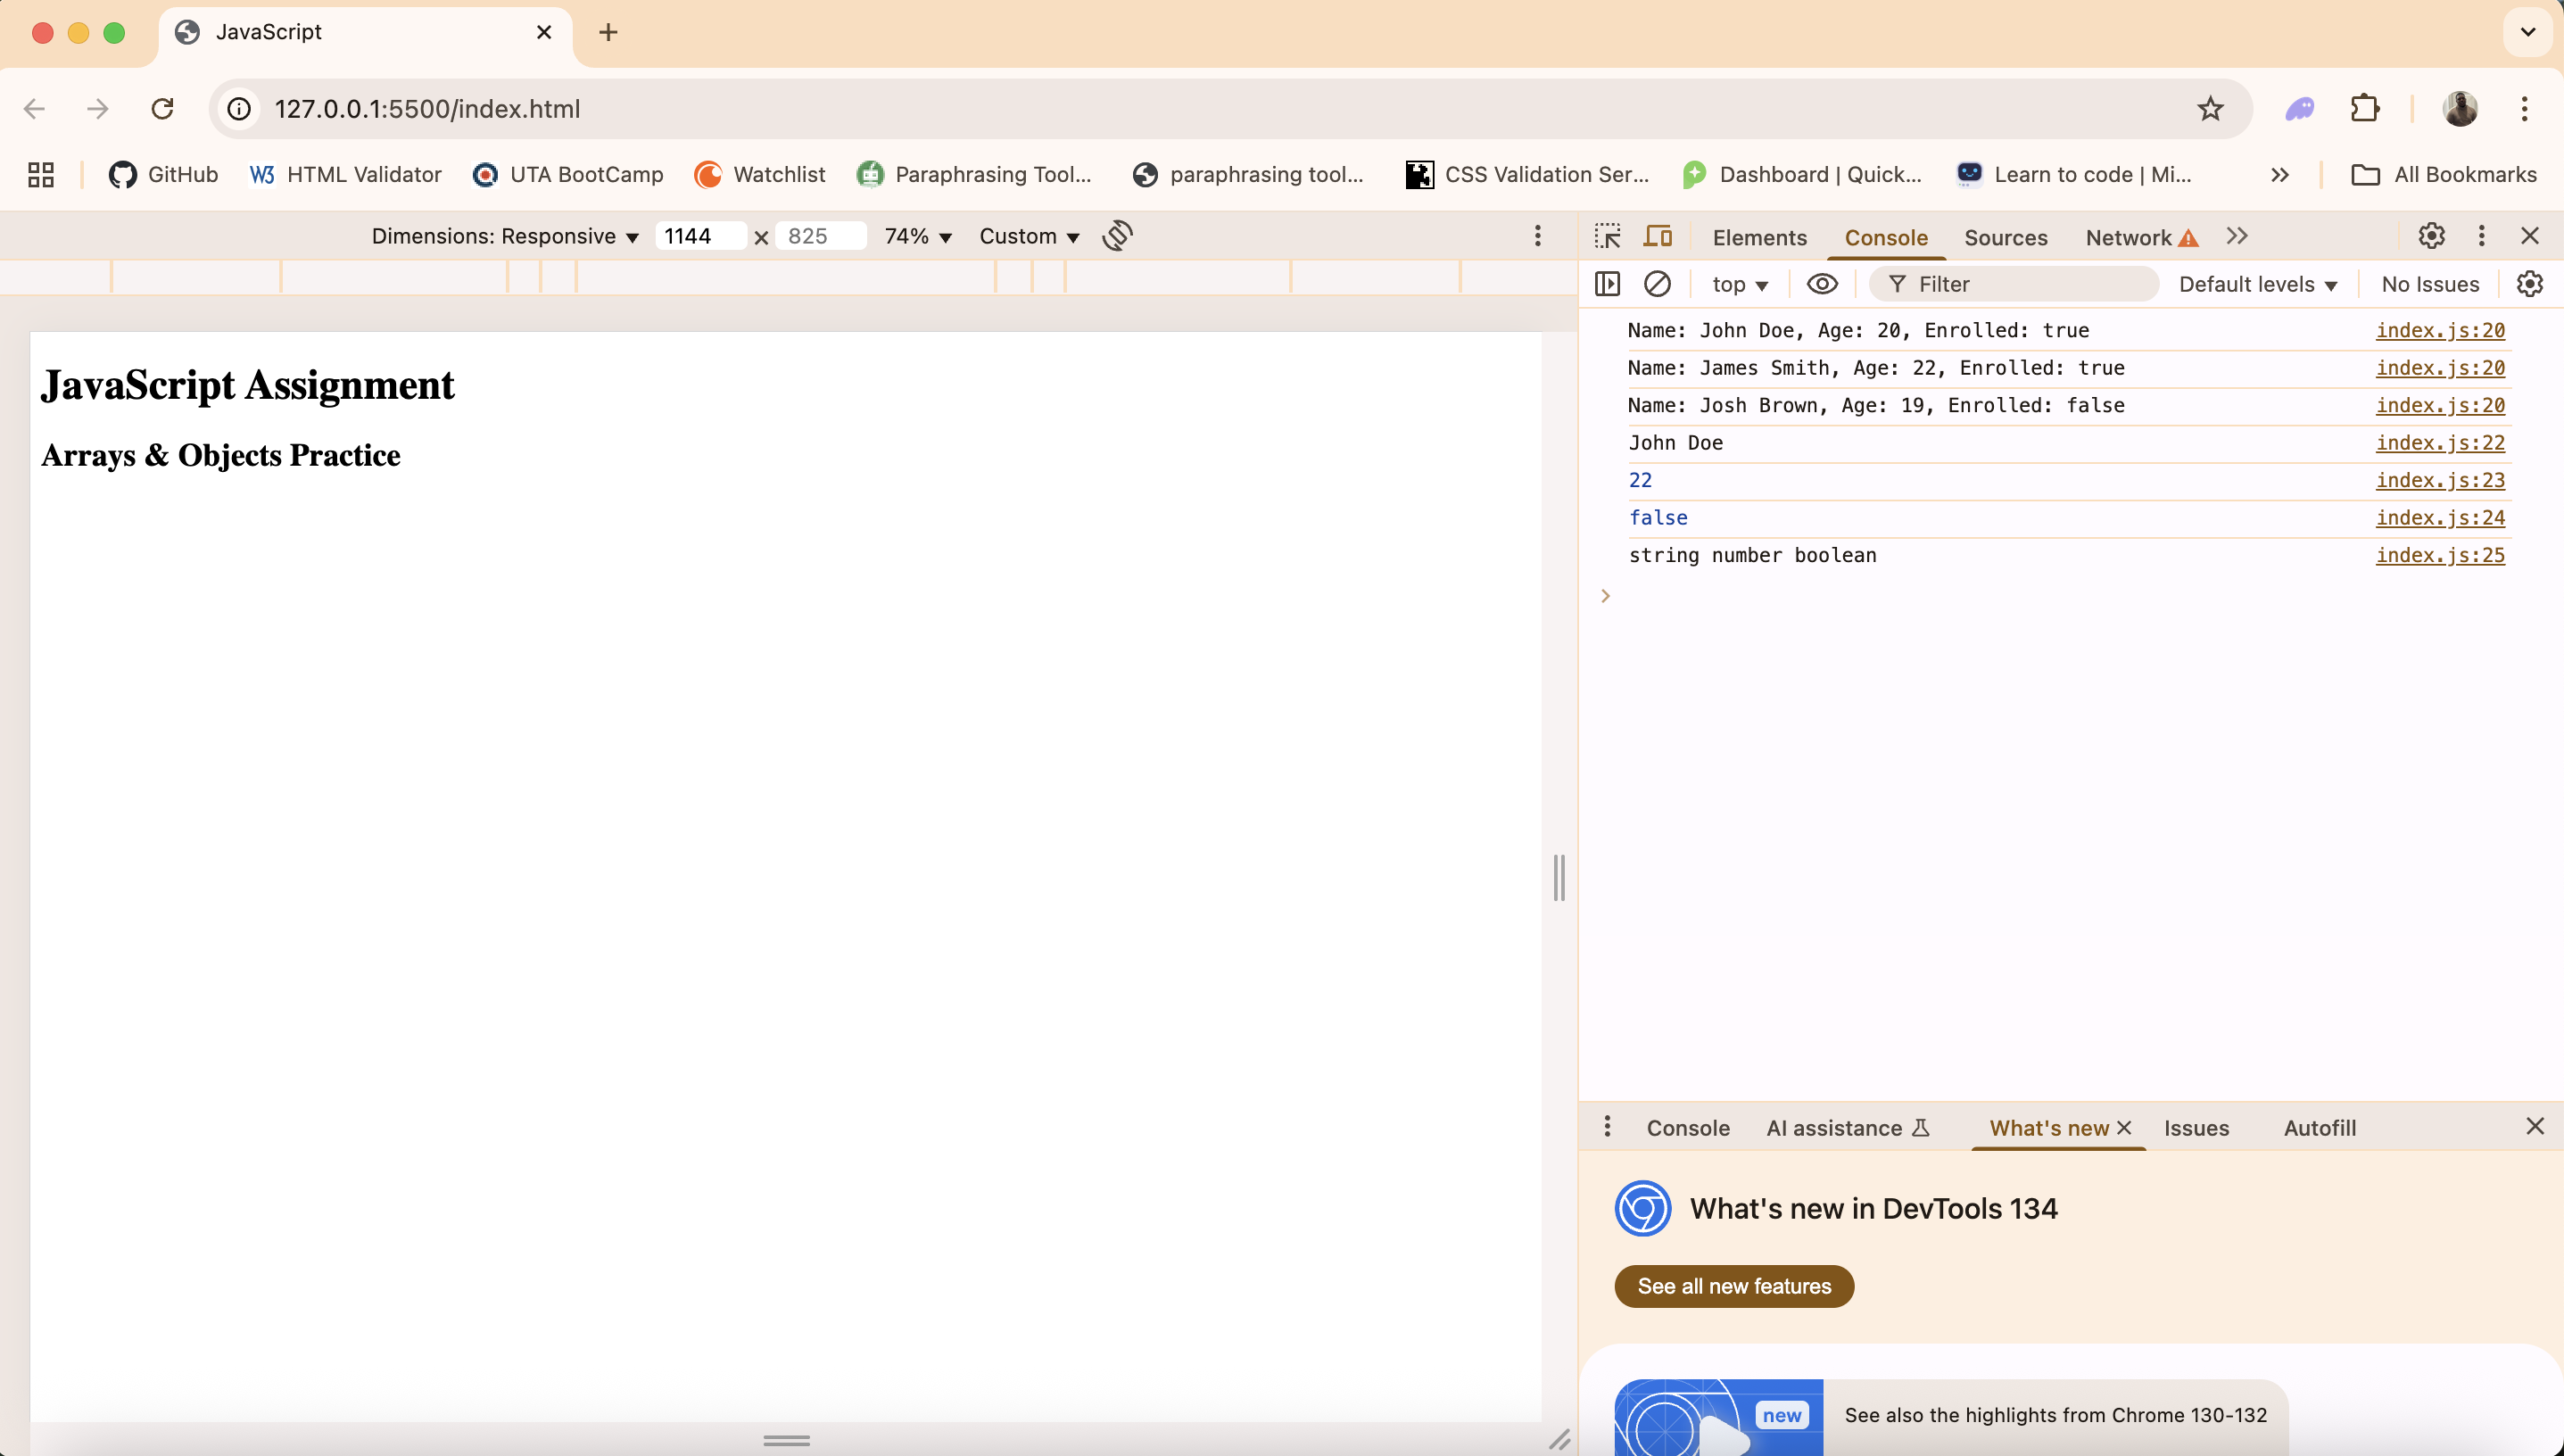 JavaScript
127.0.0.1:5500/index.html
GitHub W3 HTML Validator UTA BootCamp Watchlist Paraphrasing Tool... paraphrasing tool... CSS Validation Ser... Dashboard | Quick... Learn to code | Mi... All Bookmarks
Dimensions: Responsive 1144 x 825 74% Custom
Elements Console Sources Network
top Filter Default levels No Issues
JavaScript Assignment
Arrays & Objects Practice
Name: John Doe, Age: 20, Enrolled: true index.js:20
Name: James Smith, Age: 22, Enrolled: true index.js:20
Name: Josh Brown, Age: 19, Enrolled: false index.js:20
John Doe index.js:22
22 index.js:23
false index.js:24
string number boolean index.js:25
Console AI assistance What's new Issues Autofill
What's new in DevTools 134
See all new features
new See also the highlights from Chrome 130-132